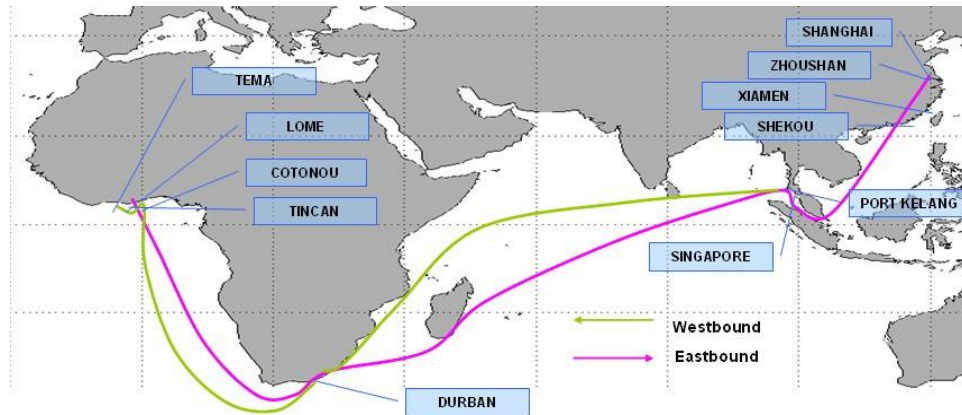 SHANGHAI
ZHOUSHAN
TEMA
XIAMEN
LOME
SHEKOU
COTONOU
TINCAN
PORT KELANG
SINGAPORE
Westbound
Eastbound
DURBAN